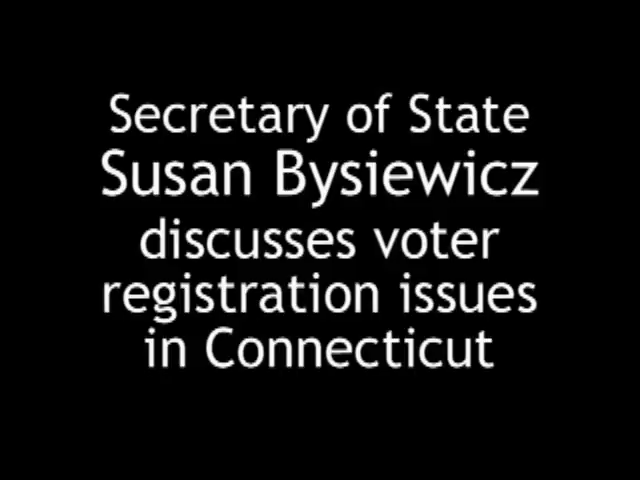 Secretary of State
Susan Bysiewicz
discusses voter
registration issues
in Connecticut